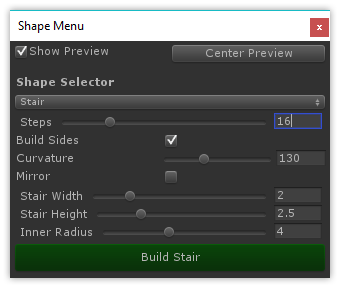 Shape Menu
x
Show Preview Center Preview
Shape Selector
Stair
Steps 16
Build Sides
Curvature 130
Mirror
Stair Width 2
Stair Height 2.5
Inner Radius 4
Build Stair